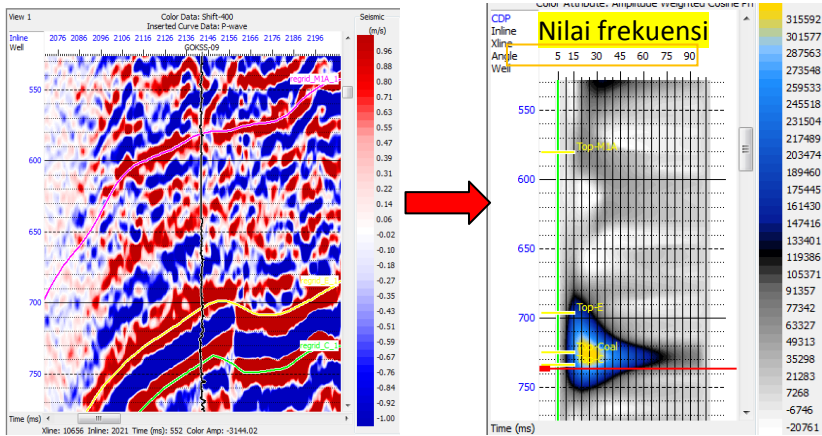 View 1
Color Data: Shift-400
Inserted Curve Data: P-wave
Seismic
(m/s)
Inline 2076 2086 2096 2106 2116 2126 2136 2146 2156 2166 2176 2186 2196
Well GOKSS-09
regrid_M1A_1
550
600
650
700
750
regrid_C_1
0.96
0.88
0.80
0.71
0.63
0.55
0.47
0.39
0.31
0.22
0.14
0.06
-0.02
-0.10
-0.18
-0.27
-0.35
-0.43
-0.51
-0.59
-0.67
-0.76
-0.84
-0.92
-1.00
Time (ms)
Xline: 10656 Inline: 2021 Time (ms): 552 Color Amp: -3144.02
Color Attribute: Amplitude Weighted Cosine Ph
Nilai frekuensi
CDP
Inline
Xline
Angle 5 15 30 45 60 75 90
Well
550
Top-M1A
600
650
Top-E
700
Top-Coal
750
Time (ms)
315592
301577
287563
273548
259533
245518
231504
217489
203474
189460
175445
161430
147416
133401
119386
105371
91357
77342
63327
49313
35298
21283
7268
-6746
-20761